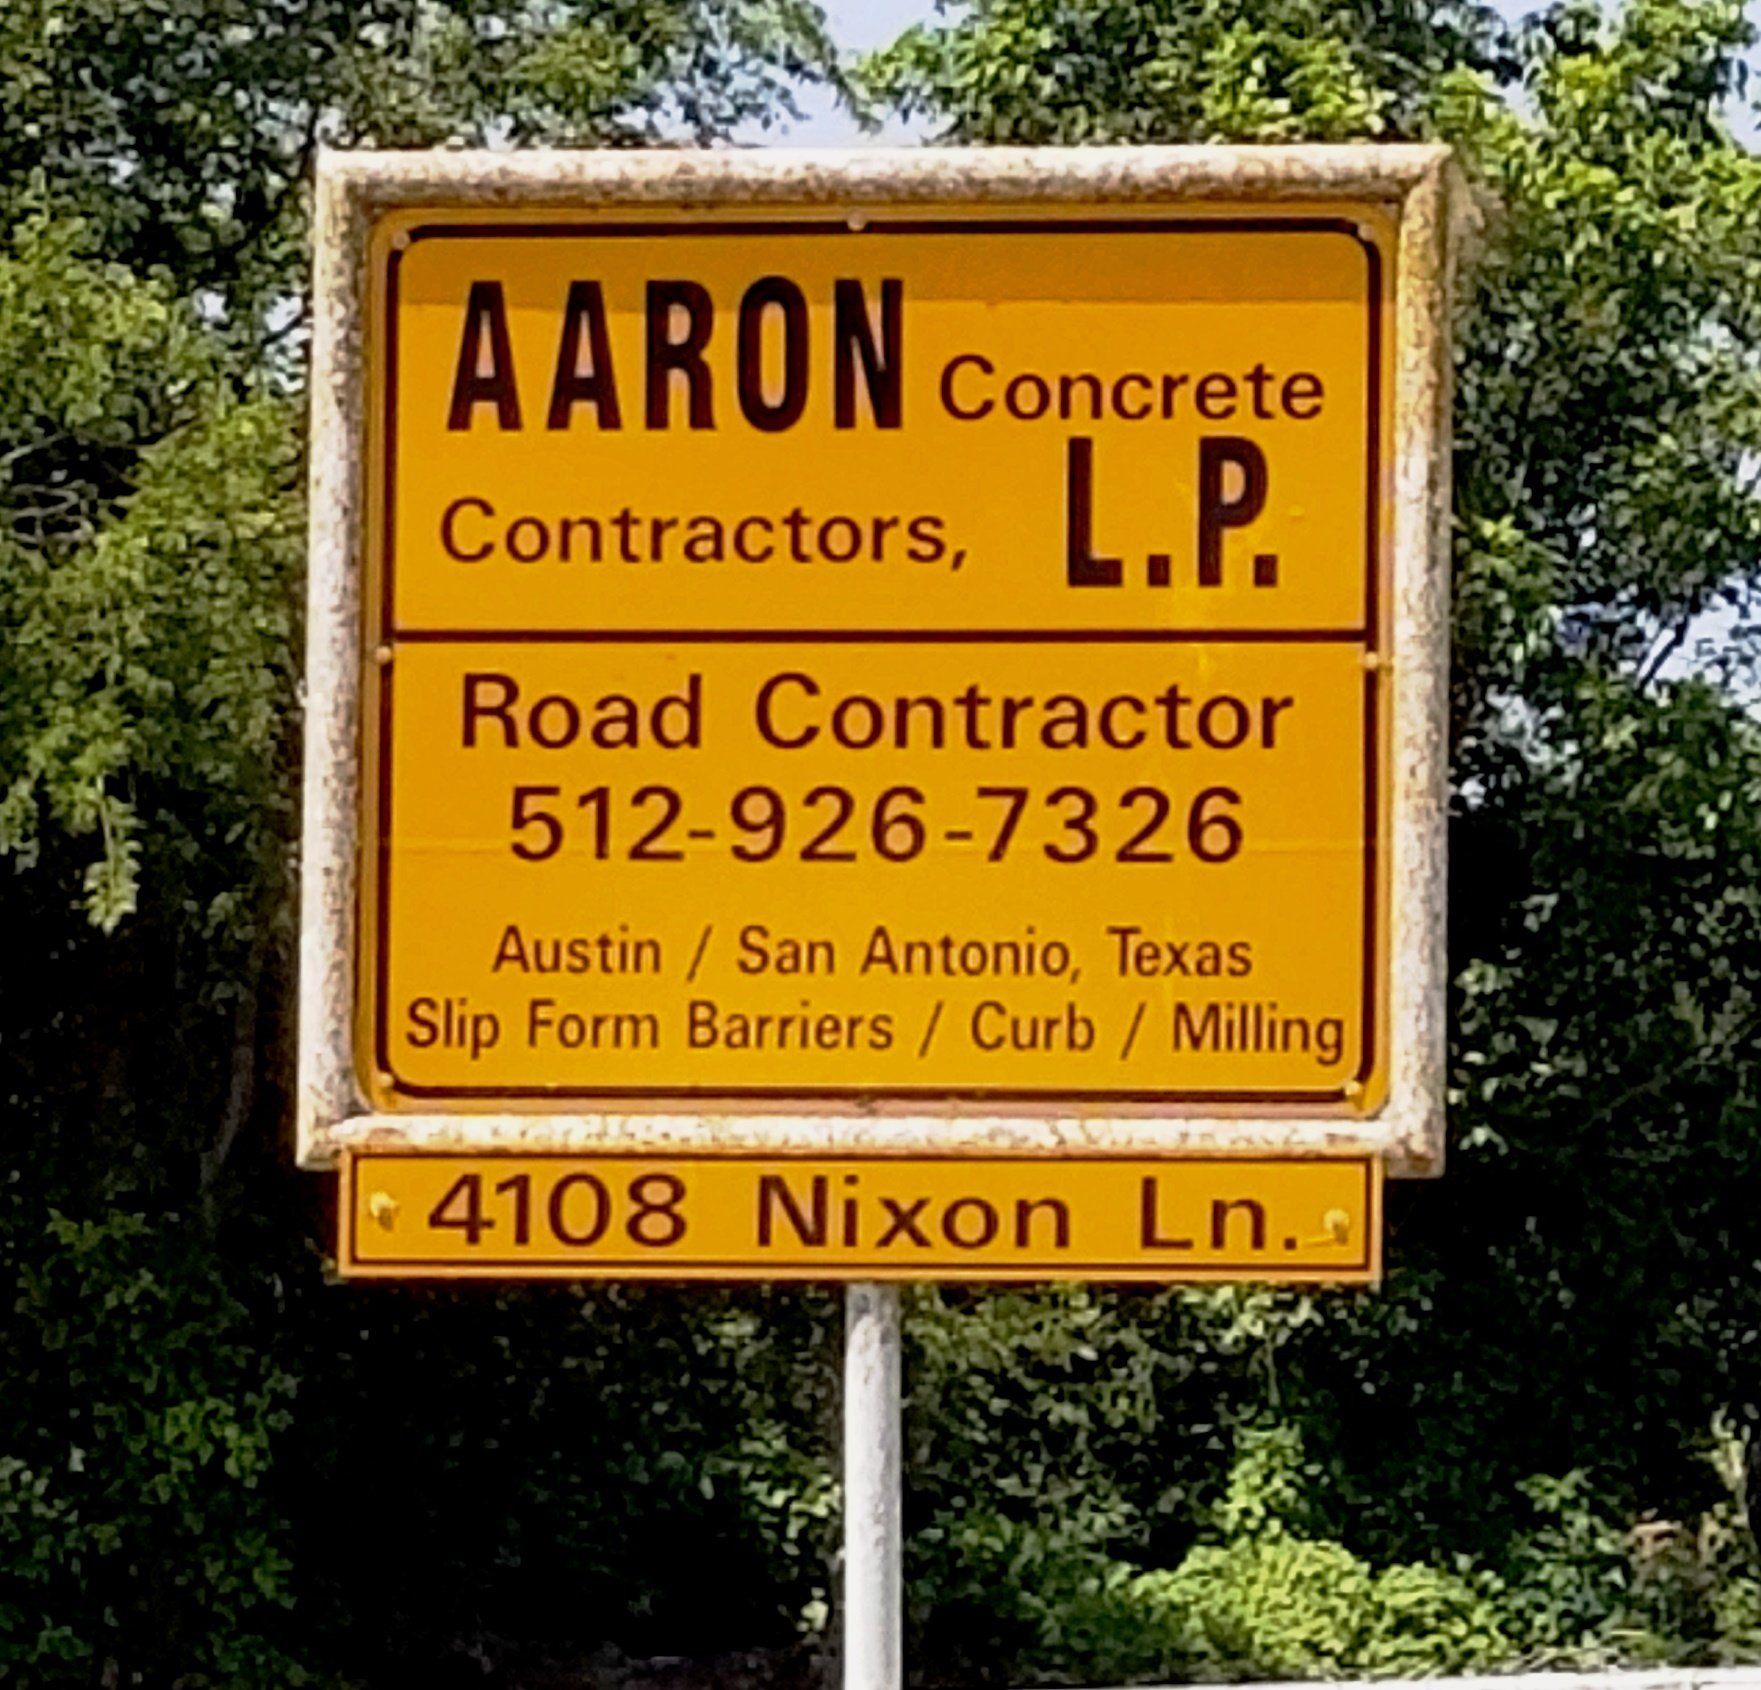 AARON Concrete
Contractors, L.P.
Road Contractor
512-926-7326
Austin / San Antonio, Texas
Slip Form Barriers / Curb / Milling
4108 Nixon Ln.